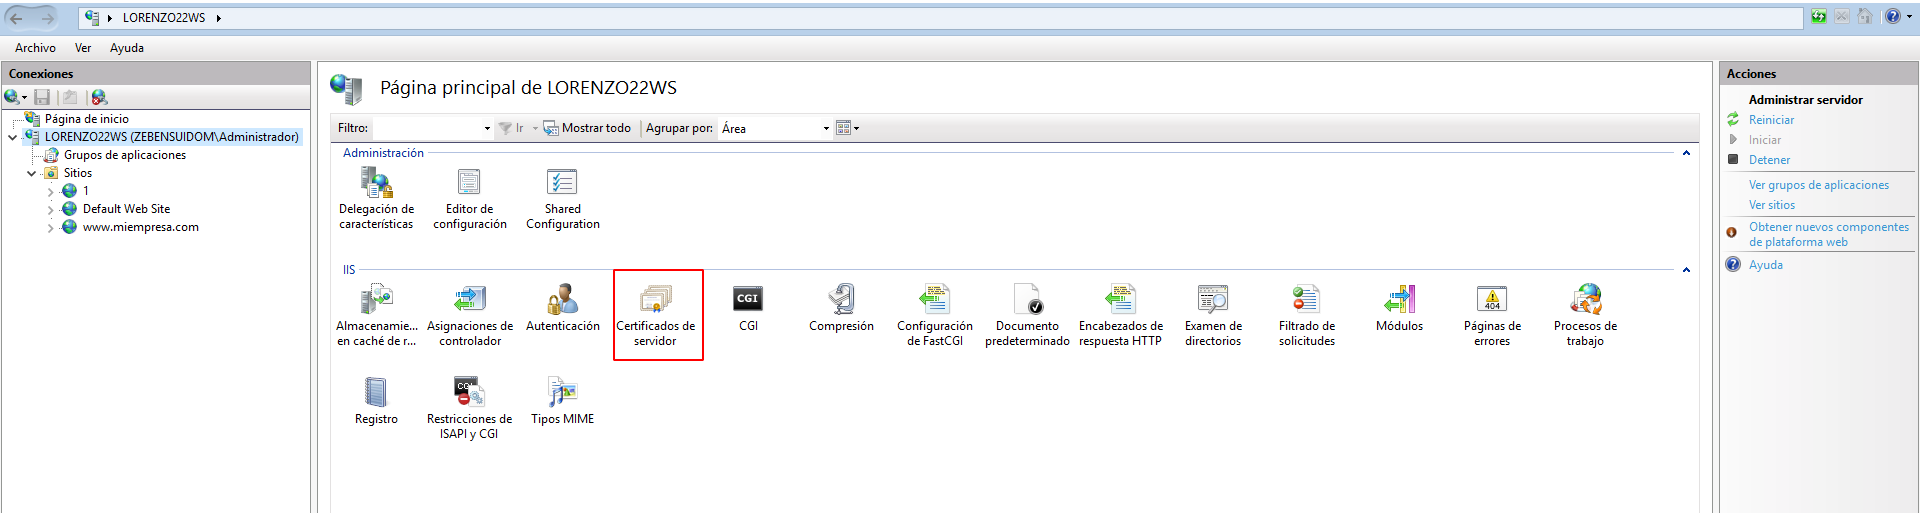 LORENZO22WS
Archivo Ver Ayuda
Conexiones
Página de inicio
LORENZO22WS (ZEBENSUIDOM\Administrador)
Grupos de aplicaciones
Sitios
1
Default Web Site
www.miempresa.com
Página principal de LORENZO22WS
Filtro: Ir Mostrar todo Agrupar por: Área
Administración
Delegación de
características
Editor de
configuración
Shared
Configuration
IIS
Almacenamie...
en caché de r...
Asignaciones de
controlador
Autenticación
Certificados de
servidor
CGI
CGI
Compresión
Configuración
de FastCGI
Documento
predeterminado
Encabezados de
respuesta HTTP
Examen de
directorios
Filtrado de
solicitudes
Módulos
404
Páginas de
errores
Procesos de
trabajo
Registro
CGI
Restricciones de
ISAPI y CGI
Tipos MIME
Acciones
Administrar servidor
Reiniciar
Iniciar
Detener
Ver grupos de aplicaciones
Ver sitios
Obtener nuevos componentes
de plataforma web
Ayuda